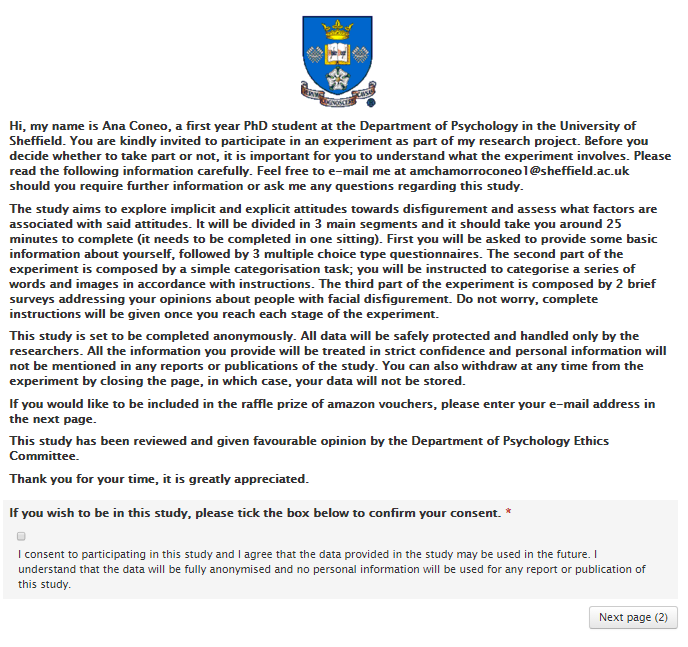 RERUM COGNOSCERE CAUSAS
Hi, my name is Ana Coneo, a first year PhD student at the Department of Psychology in the University of
Sheffield. You are kindly invited to participate in an experiment as part of my research project. Before you
decide whether to take part or not, it is important for you to understand what the experiment involves. Please
read the following information carefully. Feel free to e-mail me at amchamorroconeo1@sheffield.ac.uk
should you require further information or ask me any questions regarding this study.
The study aims to explore implicit and explicit attitudes towards disfigurement and assess what factors are
associated with said attitudes. It will be divided in 3 main segments and it should take you around 25
minutes to complete (it needs to be completed in one sitting). First you will be asked to provide some basic
information about yourself, followed by 3 multiple choice type questionnaires. The second part of the
experiment is composed by a simple categorisation task; you will be instructed to categorise a series of
words and images in accordance with instructions. The third part of the experiment is composed by 2 brief
surveys addressing your opinions about people with facial disfigurement. Do not worry, complete
instructions will be given once you reach each stage of the experiment.
This study is set to be completed anonymously. All data will be safely protected and handled only by the
researchers. All the information you provide will be treated in strict confidence and personal information will
not be mentioned in any reports or publications of the study. You can also withdraw at any time from the
experiment by closing the page, in which case, your data will not be stored.
If you would like to be included in the raffle prize of amazon vouchers, please enter your e-mail address in
the next page.
This study has been reviewed and given favourable opinion by the Department of Psychology Ethics
Committee.
Thank you for your time, it is greatly appreciated.
If you wish to be in this study, please tick the box below to confirm your consent. *
I consent to participating in this study and I agree that the data provided in the study may be used in the future. I
understand that the data will be fully anonymised and no personal information will be used for any report or publication of
this study.
Next page (2)